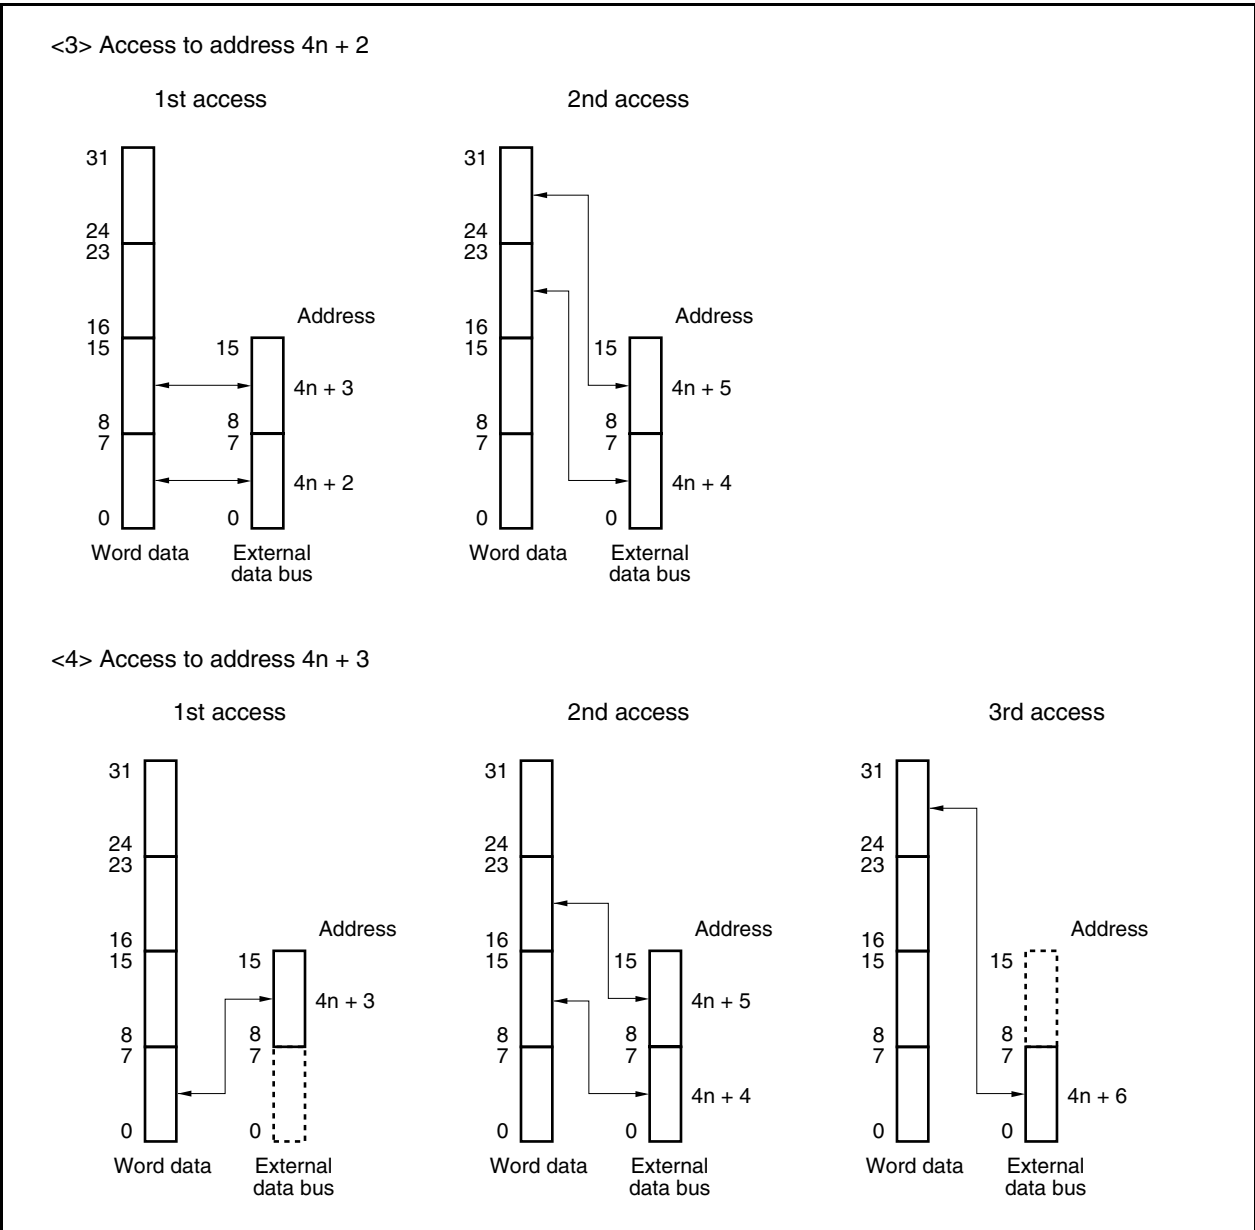 <3> Access to address 4n + 2
1st access
2nd access
31
24
23
16
15
8
7
0
Word data
Address
15
4n + 3
8
7
4n + 2
0
External
data bus
31
24
23
16
15
8
7
0
Word data
Address
15
4n + 5
8
7
4n + 4
0
External
data bus
<4> Access to address 4n + 3
1st access
2nd access
3rd access
31
24
23
16
15
8
7
0
Word data
Address
15
4n + 3
8
7
0
External
data bus
31
24
23
16
15
8
7
0
Word data
Address
15
4n + 5
8
7
4n + 4
0
External
data bus
31
24
23
16
15
8
7
0
Word data
Address
15
8
7
4n + 6
0
External
data bus